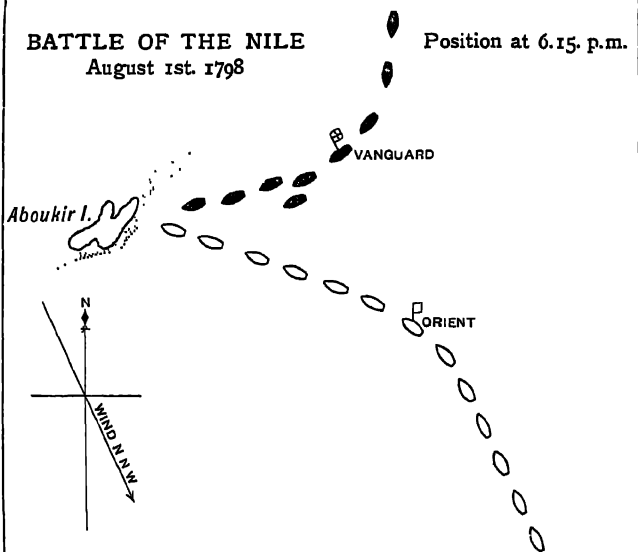 BATTLE OF THE NILE
August 1st. 1798
Position at 6.15. p.m.
VANGUARD
Aboukir I.
ORIENT
N
WIND N N W